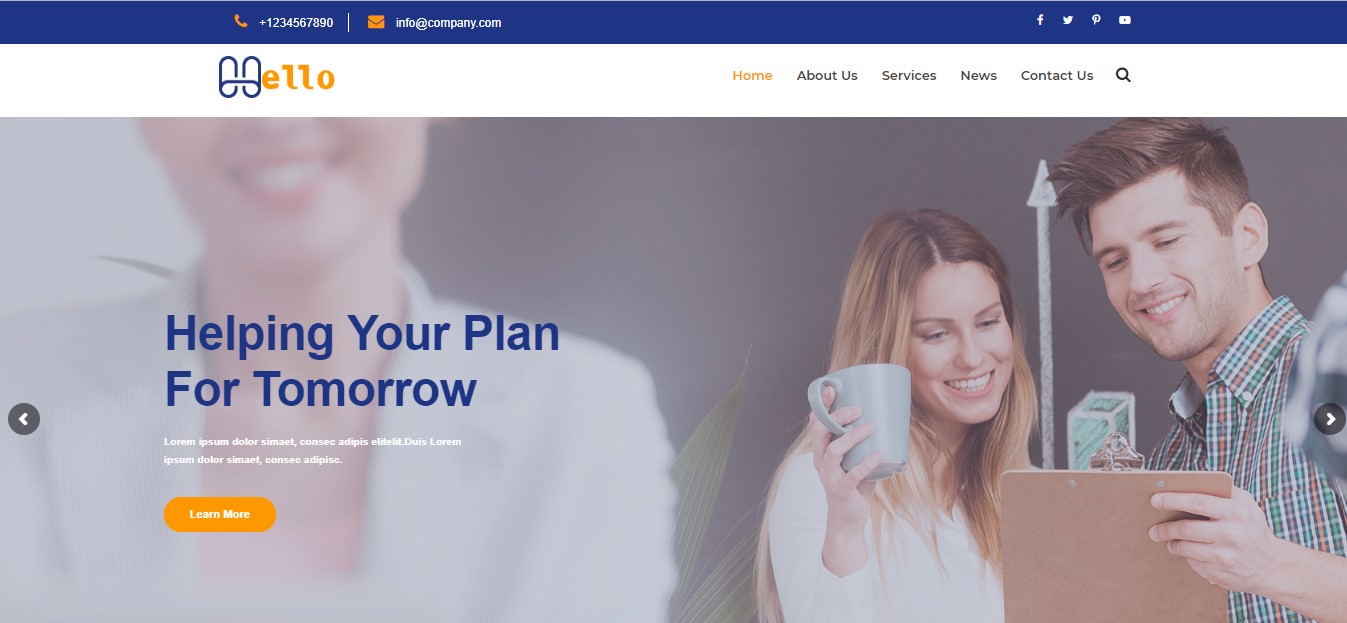 +1234567890 info@company.com
Hello
Home About Us Services News Contact Us
Helping Your Plan
For Tomorrow
Lorem ipsum dolor simaet, consec adipis elitelit.Duis Lorem
ipsum dolor simaet, consec adipisc.
Learn More